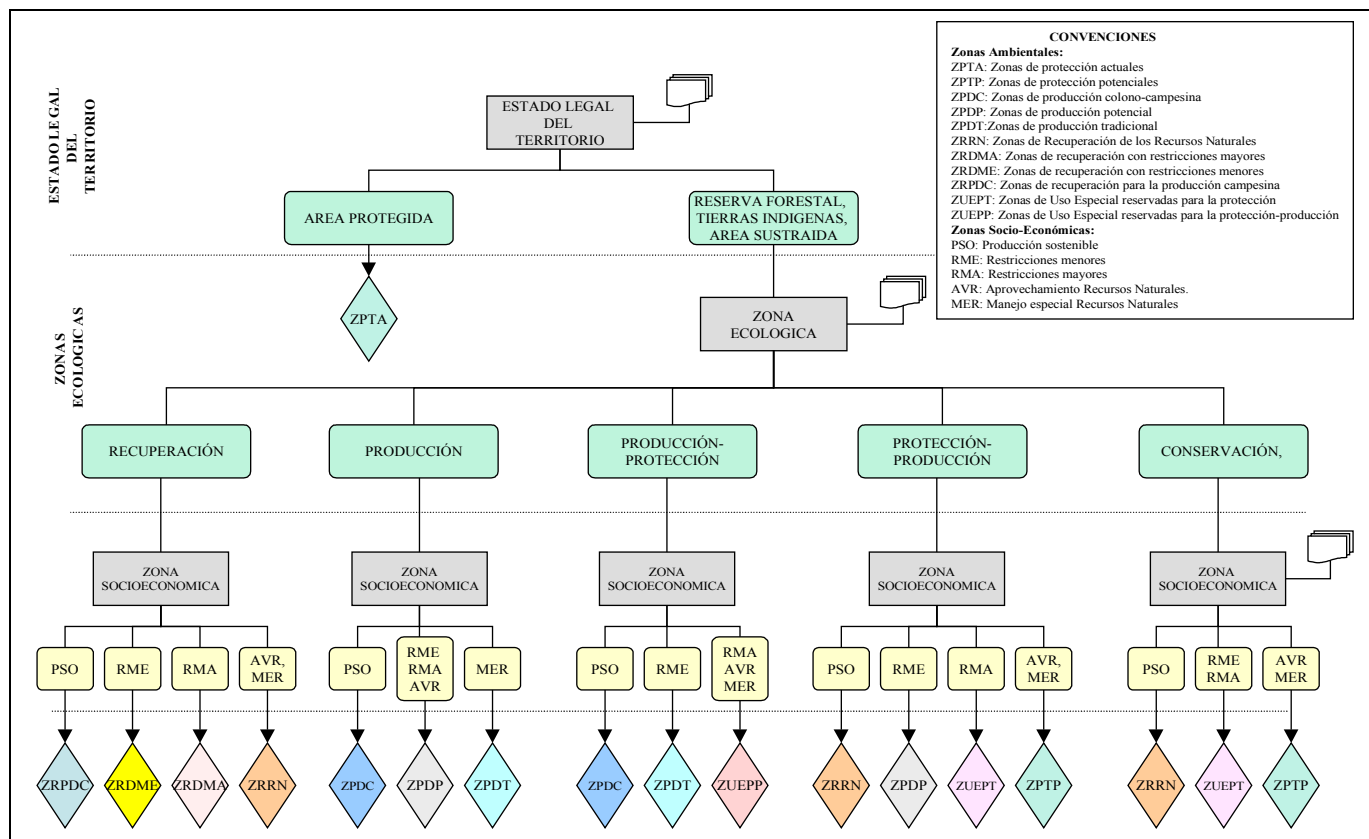 CONVENCIONES
Zonas Ambientales:
ZPTA: Zonas de protección actuales
ZPTP: Zonas de protección potenciales
ZPDC: Zonas de producción colono-campesina
ZPDP: Zonas de producción potencial
ZPDT:Zonas de producción tradicional
ZRRN: Zonas de Recuperación de los Recursos Naturales
ZRDMA: Zonas de recuperación con restricciones mayores
ZRDME: Zonas de recuperación con restricciones menores
ZRPDC: Zonas de recuperación para la producción campesina
ZUEPT: Zonas de Uso Especial reservadas para la protección
ZUEPP: Zonas de Uso Especial reservadas para la protección-producción
Zonas Socio-Económicas:
PSO: Producción sostenible
RME: Restricciones menores
RMA: Restricciones mayores
AVR: Aprovechamiento Recursos Naturales.
MER: Manejo especial Recursos Naturales
ESTADO LEGAL
DEL
TERRITORIO
ESTADO LEGAL
DEL
TERRITORIO
AREA PROTEGIDA
RESERVA FORESTAL,
TIERRAS INDIGENAS,
AREA SUSTRAIDA
ZONAS
ECOLOGICAS
ZPTA
ZONA
ECOLOGICA
RECUPERACIÓN
PRODUCCIÓN
PRODUCCIÓN-
PROTECCIÓN
PROTECCIÓN-
PRODUCCIÓN
CONSERVACIÓN,
ZONA
SOCIOECONOMICA
ZONA
SOCIOECONOMICA
ZONA
SOCIOECONOMICA
ZONA
SOCIOECONOMICA
ZONA
SOCIOECONOMICA
PSO
RME
RMA
AVR,
MER
PSO
RME
RMA
AVR
MER
PSO
RME
RMA
AVR
MER
PSO
RME
RMA
AVR,
MER
PSO
RME
RMA
AVR
MER
ZRPDC
ZRDME
ZRDMA
ZRRN
ZPDC
ZPDP
ZPDT
ZPDC
ZPDT
ZUEPP
ZRRN
ZPDP
ZUEPT
ZPTP
ZRRN
ZUEPT
ZPTP